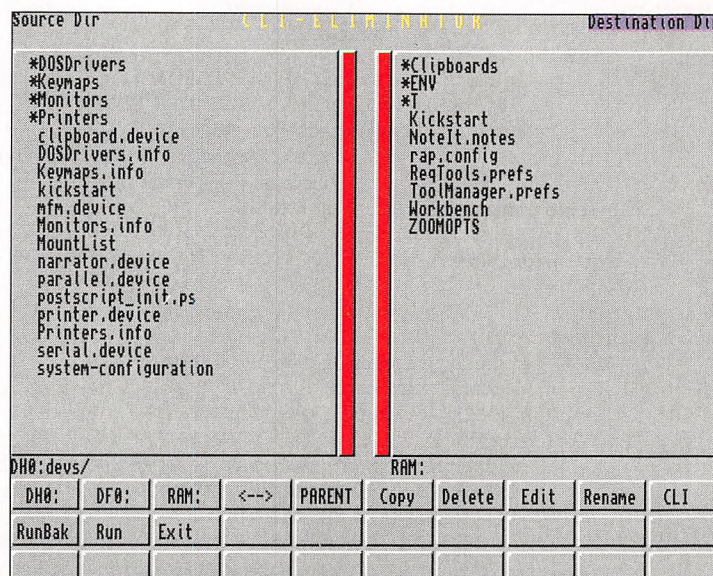 Source Dir CLI-ELIMINATOR Destination Di
*DOSDrivers
*Keymaps
*Monitors
*Printers
clipboard.device
DOSDrivers.info
Keymaps.info
kickstart
mfm.device
Monitors.info
MountList
narrator.device
parallel.device
postscript_init.ps
printer.device
Printers.info
serial.device
system-configuration
*Clipboards
*ENV
*T
Kickstart
NoteIt.notes
rap.config
ReqTools.prefs
ToolManager.prefs
Workbench
ZOOMOPTS
DH0:devs/ RAM:
DH0: DF0: RAM: <--> PARENT Copy Delete Edit Rename CLI
RunBak Run Exit